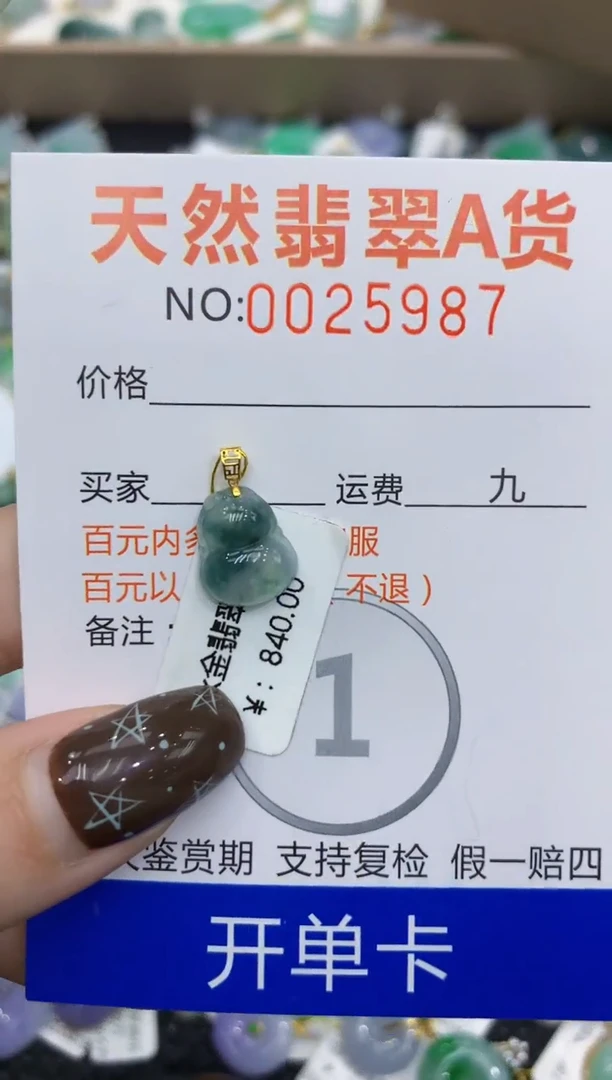 天然翡翠A货
NO:0025987
价格
买家 运费 九
百元内 服
百元以 不退）
备注：
翡金
：840.00
1
鉴赏期 支持复检 假一赔四
开单卡